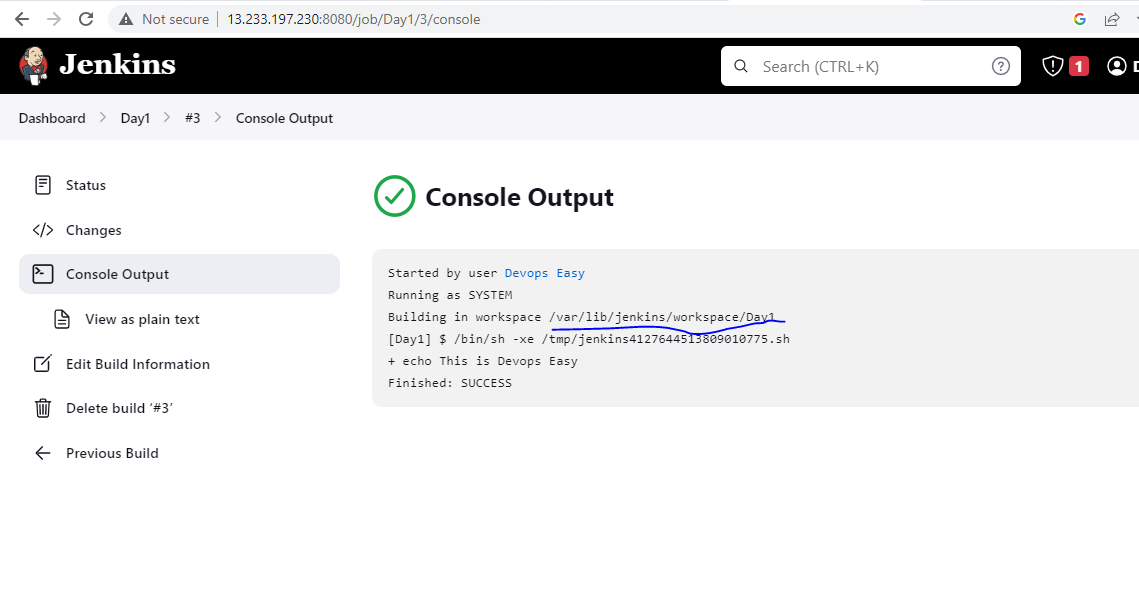 Not secure | 13.233.197.230:8080/job/Day1/3/console
Jenkins
Search (CTRL+K)
1
Dashboard > Day1 > #3 > Console Output
Status
Changes
Console Output
View as plain text
Edit Build Information
Delete build ‘#3’
Previous Build
Console Output
Started by user Devops Easy
Running as SYSTEM
Building in workspace /var/lib/jenkins/workspace/Day1
[Day1] $ /bin/sh -xe /tmp/jenkins4127644513809010775.sh
+ echo This is Devops Easy
Finished: SUCCESS